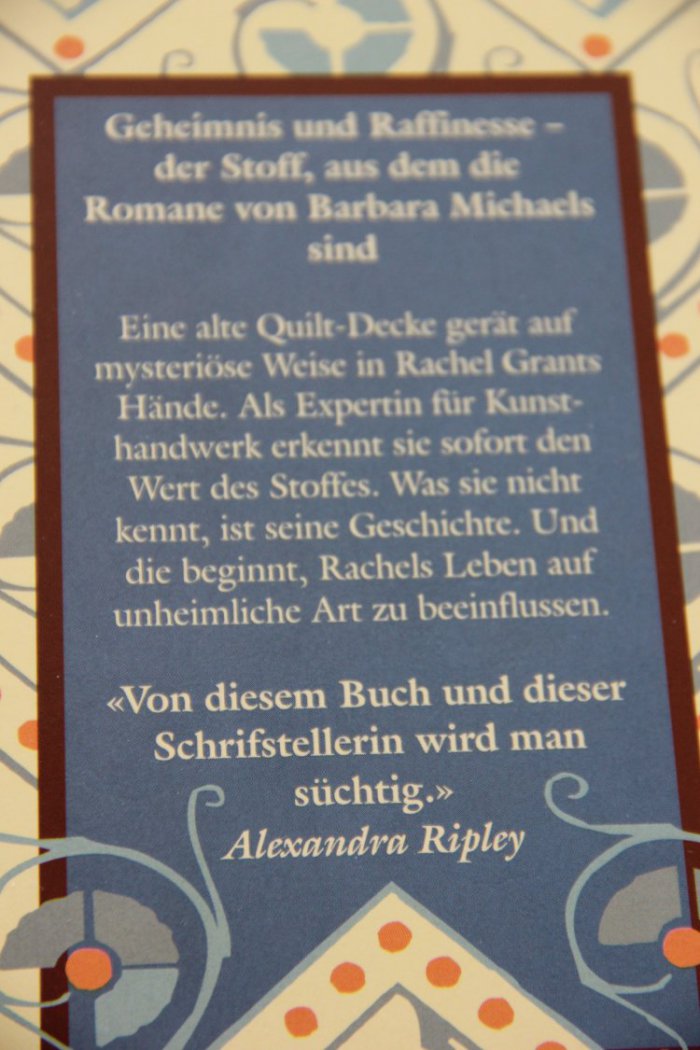 Geheimnis und Raffinesse –
der Stoff, aus dem die
Romane von Barbara Michaels
sind
Eine alte Quilt-Decke gerät auf
mysteriöse Weise in Rachel Grants
Hände. Als Expertin für Kunst-
handwerk erkennt sie sofort den
Wert des Stoffes. Was sie nicht
kennt, ist seine Geschichte. Und
die beginnt, Rachels Leben auf
unheimliche Art zu beeinflussen.
«Von diesem Buch und dieser
Schrifstellerin wird man
süchtig.»
Alexandra Ripley